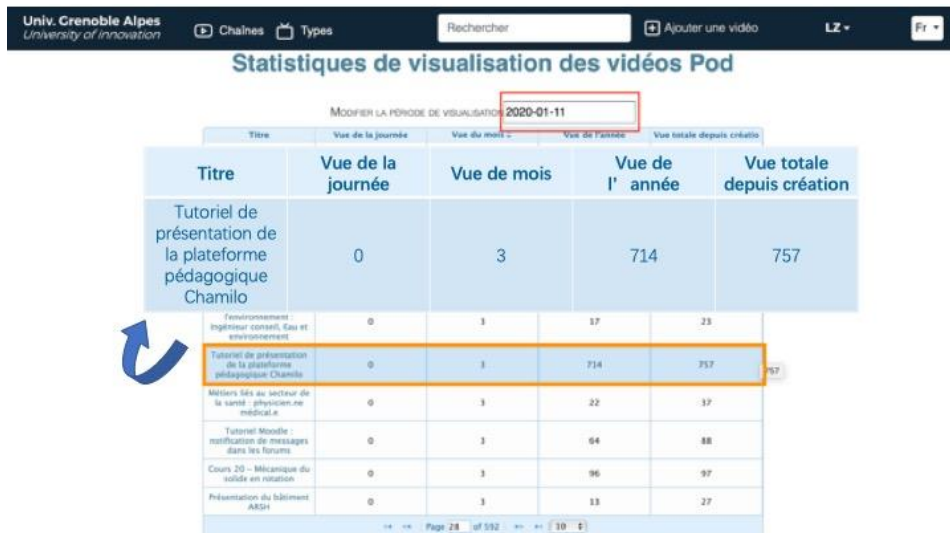 Univ. Grenoble Alpes
University of innovation
Chaînes
Types
Rechercher
Ajouter une vidéo
LZ
Fr
Statistiques de visualisation des vidéos Pod
MODIFIER LA PÉRIODE DE VISUALISATION 2020-01-11
Titre Vue de la journée Vue du mois Vue de l'année Vue totale depuis créatio
Titre
Vue de la
journée
Vue de mois
Vue de
l' année
Vue totale
depuis création
Tutoriel de
présentation de
la plateforme
pédagogique
Chamilo
0
3
714
757
l'environnement :
Ingénieur conseil, Eau et
environnement
0 3 17 23
Tutoriel de présentation
de la plateforme
pédagogique Chamilo
0 3 714 757
757
Métiers liés au secteur de
la santé : physicien.ne
médical.e
0 3 22 37
Tutoriel Moodle :
notification de messages
dans les forums
0 3 64 88
Cours 20 – Mécanique du
solide en rotation
0 3 96 97
Présentation du bâtiment
ARSH
0 3 13 27
Page 28 of 592 10